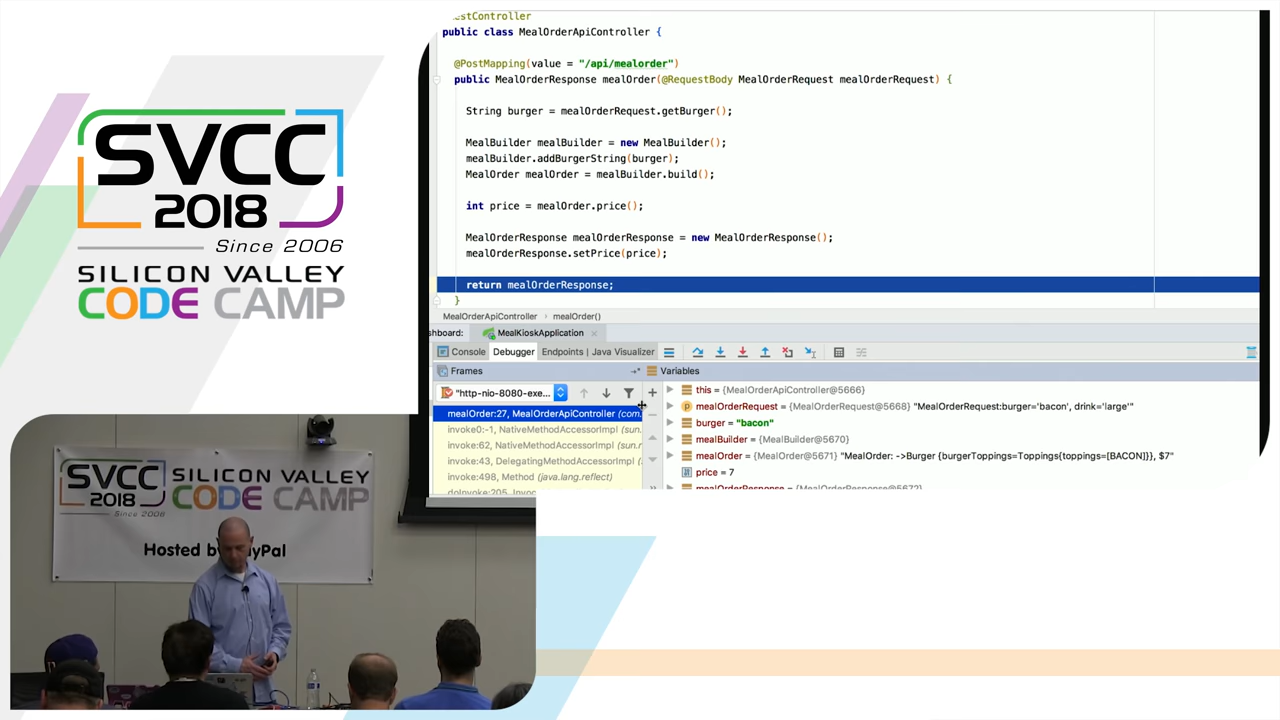 SVCC
2018
Since 2006
SILICON VALLEY
CODE CAMP
estController
public class MealOrderApiController {
@PostMapping(value = "/api/mealorder")
public MealOrderResponse mealOrder(@RequestBody MealOrderRequest mealOrderRequest) {
String burger = mealOrderRequest.getBurger();
MealBuilder mealBuilder = new MealBuilder();
mealBuilder.addBurgerString(burger);
MealOrder mealOrder = mealBuilder.build();
int price = mealOrder.price();
MealOrderResponse mealOrderResponse = new MealOrderResponse();
mealOrderResponse.setPrice(price);
return mealOrderResponse;
}
MealOrderApiController › mealOrder()
shboard: MealKioskApplication ×
Console Debugger Endpoints | Java Visualizer
Frames
"http-nio-8080-exe...
mealOrder:27, MealOrderApiController (com.
invoke0:-1, NativeMethodAccessorImpl (sun.
invoke:62, NativeMethodAccessorImpl (sun.r
invoke:43, DelegatingMethodAccessorImpl (s
invoke:498, Method (java.lang.reflect)
doInvoke:205, Invoc
Variables
this = {MealOrderApiController@5666}
mealOrderRequest = {MealOrderRequest@5668} "MealOrderRequest:burger='bacon', drink='large'"
burger = "bacon"
mealBuilder = {MealBuilder@5670}
mealOrder = {MealOrder@5671} "MealOrder: ->Burger {burgerToppings=Toppings{toppings=[BACON]}}, $7"
price = 7
mealOrderResponse = {MealOrderResponse@5672}
SVCC
2018
Since 2006
SILICON VALLEY
CODE CAMP
Hosted by PayPal